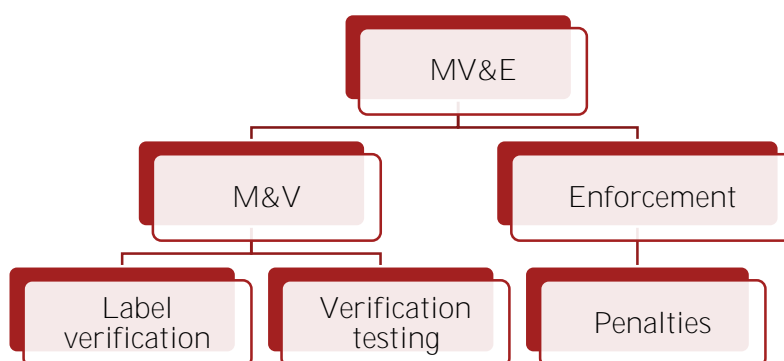 MV&E
M&V
Enforcement
Label
verification
Verification
testing
Penalties